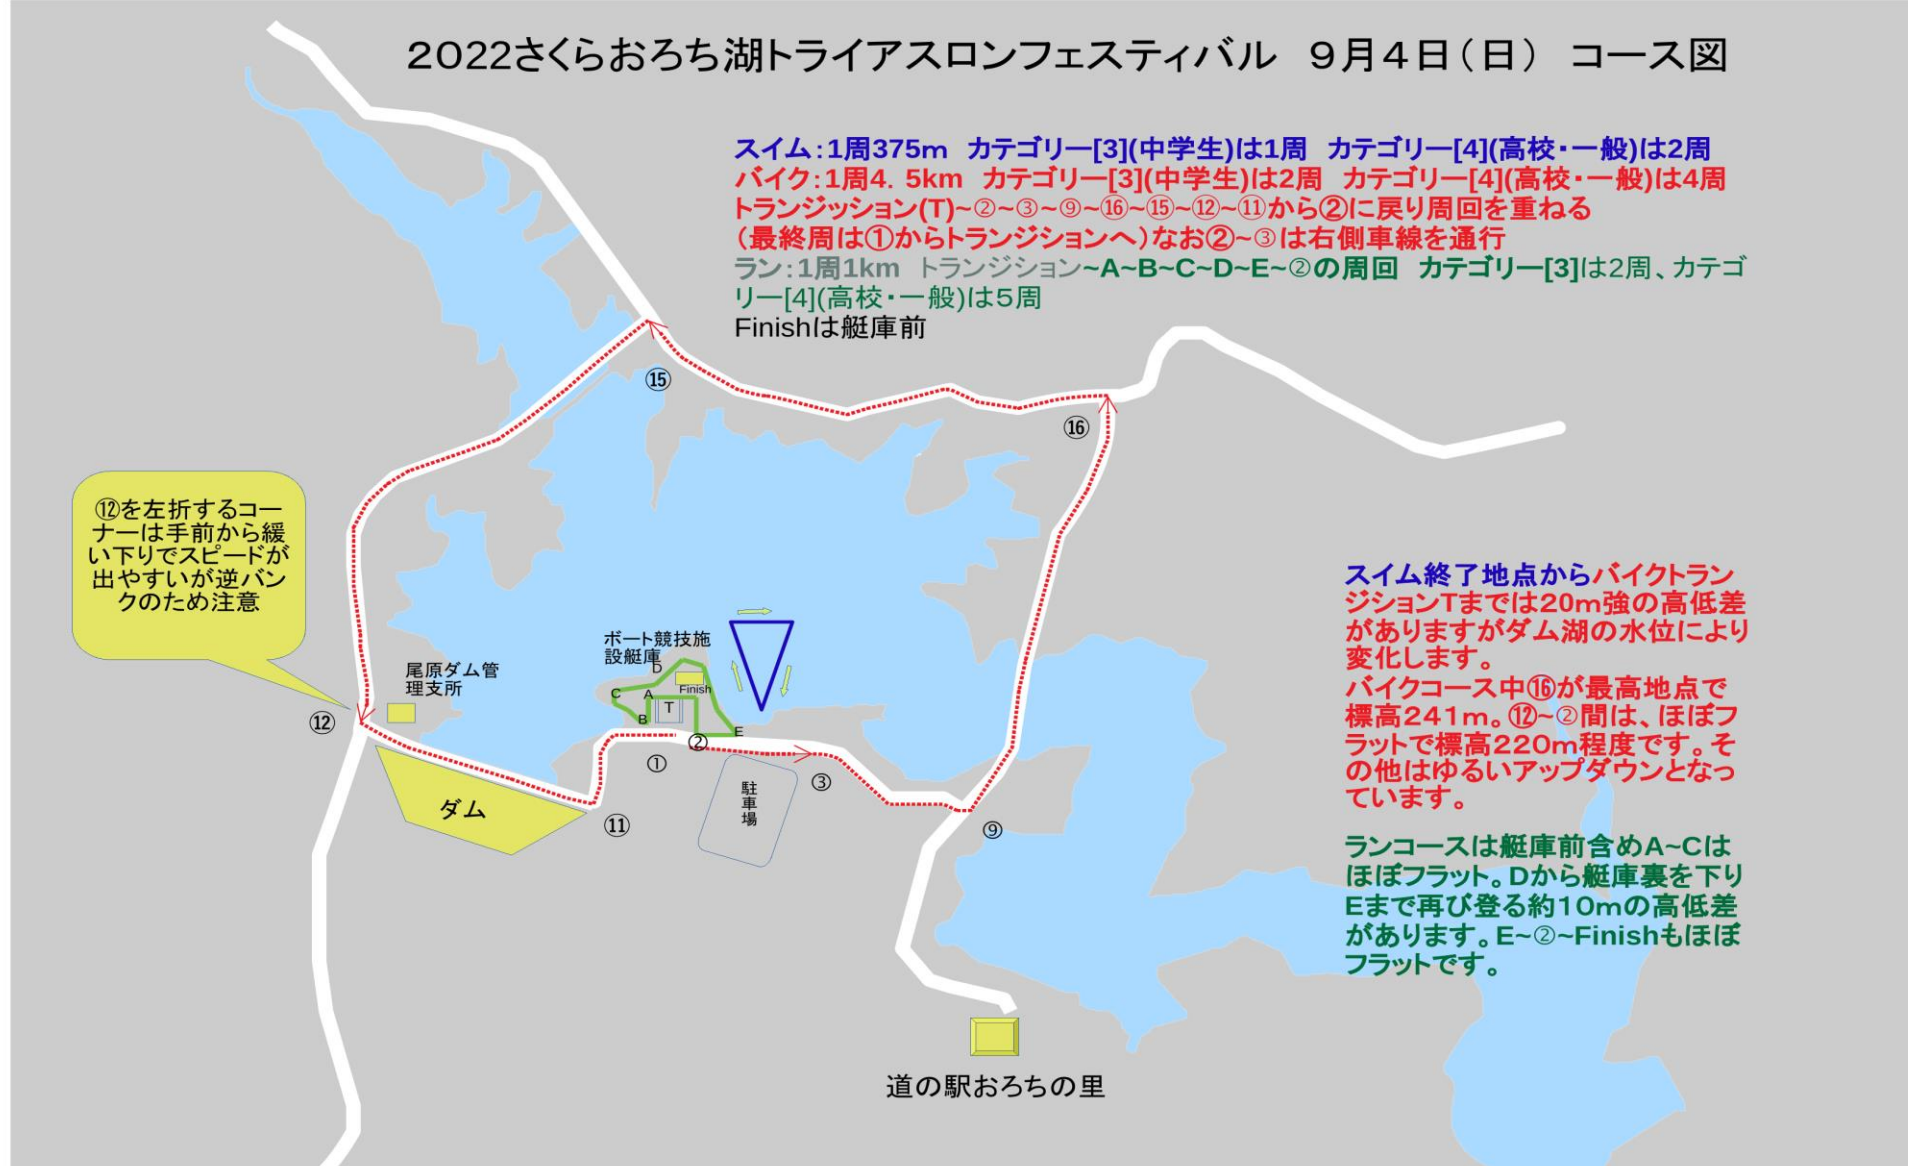 2022さくらおろち湖トライアスロンフェスティバル　9月4日(日)　コース図
スイム:1周375m　カテゴリー[3](中学生)は1周　カテゴリー[4](高校・一般)は2周
バイク:1周4. 5km　カテゴリー[3](中学生)は2周　カテゴリー[4](高校・一般)は4周
トランジッション(T)~②~③~⑨~⑯~⑮~⑫~⑪から②に戻り周回を重ねる
(最終周は①からトランジションへ)なお②~③は右側車線を通行
ラン:1周1km　トランジション~A~B~C~D~E~②の周回　カテゴリー[3]は2周、カテゴ
リー[4](高校・一般)は5周
Finishは艇庫前
⑮
⑯
⑫を左折するコー
ナーは手前から緩
い下りでスピードが
出やすいが逆バン
クのため注意
スイム終了地点からバイクトラン
ジションTまでは20m強の高低差
がありますがダム湖の水位により
変化します。
バイクコース中⑯が最高地点で
標高241m。⑫~②間は、ほぼフ
ラットで標高220m程度です。そ
の他はゆるいアップダウンとなっ
ています。
ボート競技施
設艇庫
D
尾原ダム管
理支所
C
A
Finish
T
B
E
⑫
②
①
③
駐車場
ダム
⑪
⑨
ランコースは艇庫前含めA~Cは
ほぼフラット。Dから艇庫裏を下り
Eまで再び登る約10mの高低差
があります。E~②~Finishもほぼ
フラットです。
道の駅おろちの里